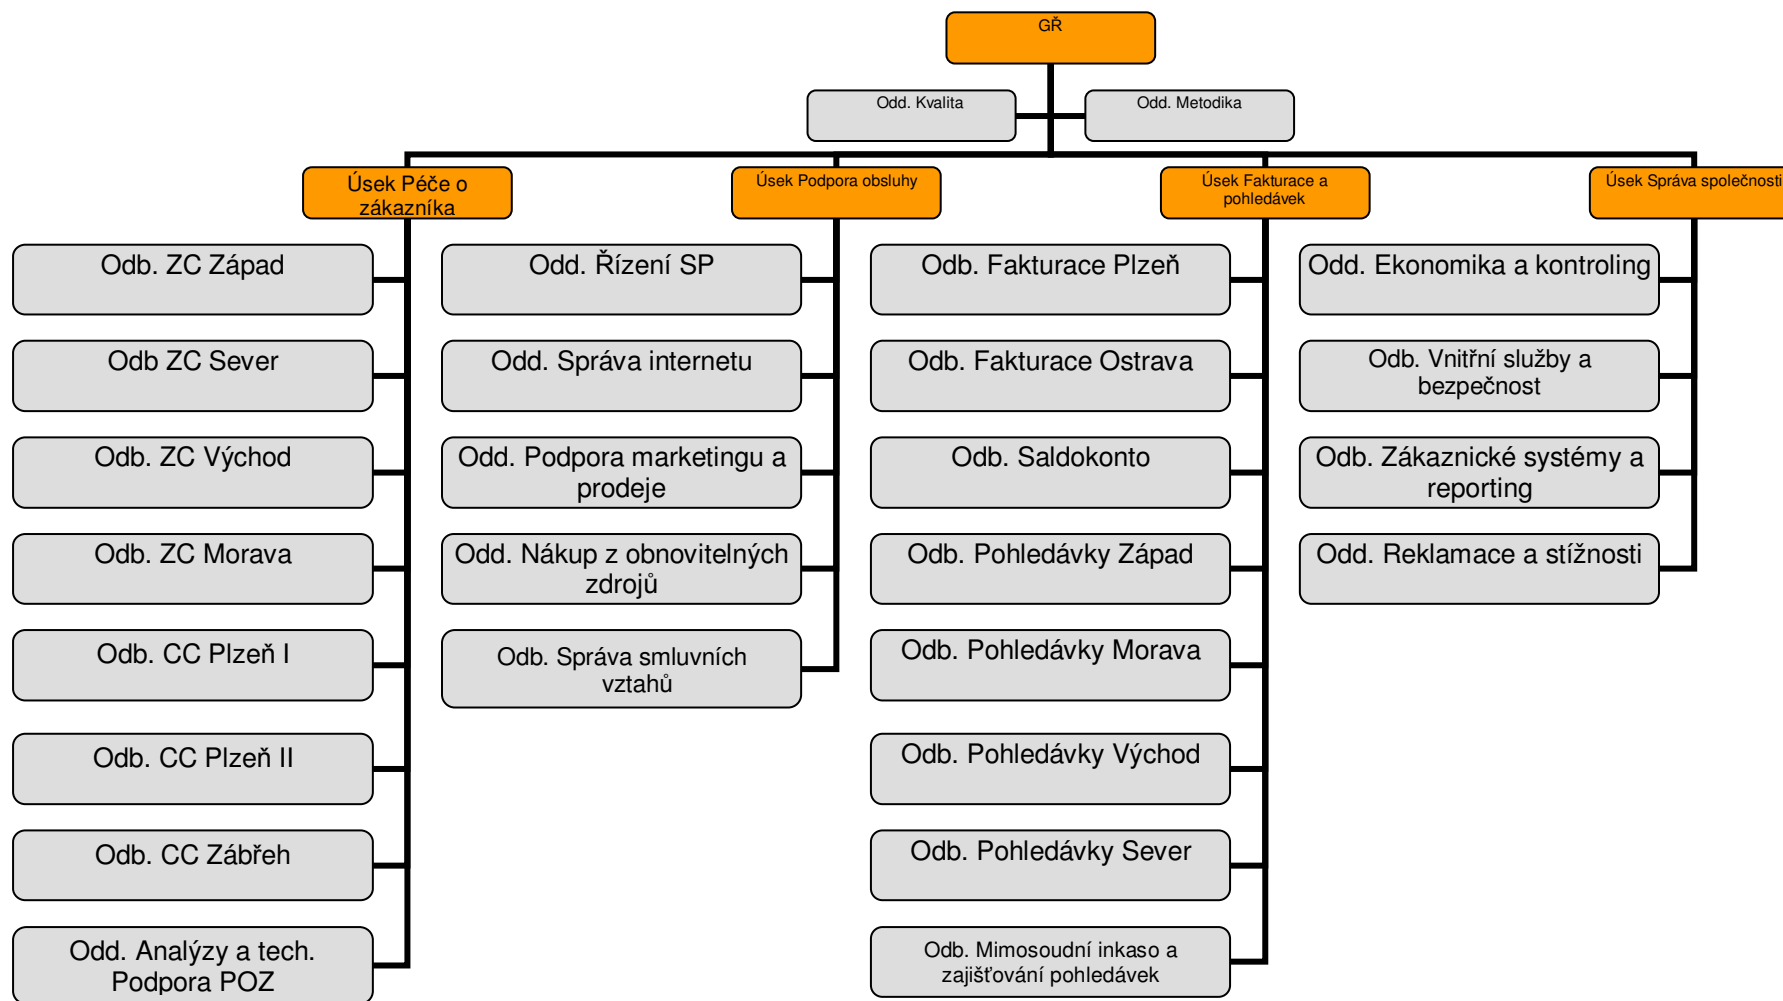 GŘ
Odd. Kvalita
Odd. Metodika
Úsek Péče o
zákazníka
Úsek Podpora obsluhy
Úsek Fakturace a
pohledávek
Úsek Správa společnosti
Odb. ZC Západ
Odb ZC Sever
Odb. ZC Východ
Odb. ZC Morava
Odb. CC Plzeň I
Odb. CC Plzeň II
Odb. CC Zábřeh
Odd. Analýzy a tech.
Podpora POZ
Odd. Řízení SP
Odd. Správa internetu
Odd. Podpora marketingu a
prodeje
Odd. Nákup z obnovitelných
zdrojů
Odb. Správa smluvních
vztahů
Odb. Fakturace Plzeň
Odb. Fakturace Ostrava
Odb. Saldokonto
Odb. Pohledávky Západ
Odb. Pohledávky Morava
Odb. Pohledávky Východ
Odb. Pohledávky Sever
Odb. Mimosoudní inkaso a
zajišťování pohledávek
Odd. Ekonomika a kontroling
Odb. Vnitřní služby a
bezpečnost
Odb. Zákaznické systémy a
reporting
Odd. Reklamace a stížnosti